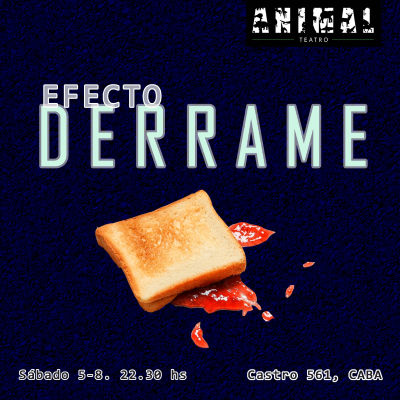 ANIMAL
TEATRO
EFECTO
DERRAME
Sábado 5-8. 22.30 hs
Castro 561, CABA